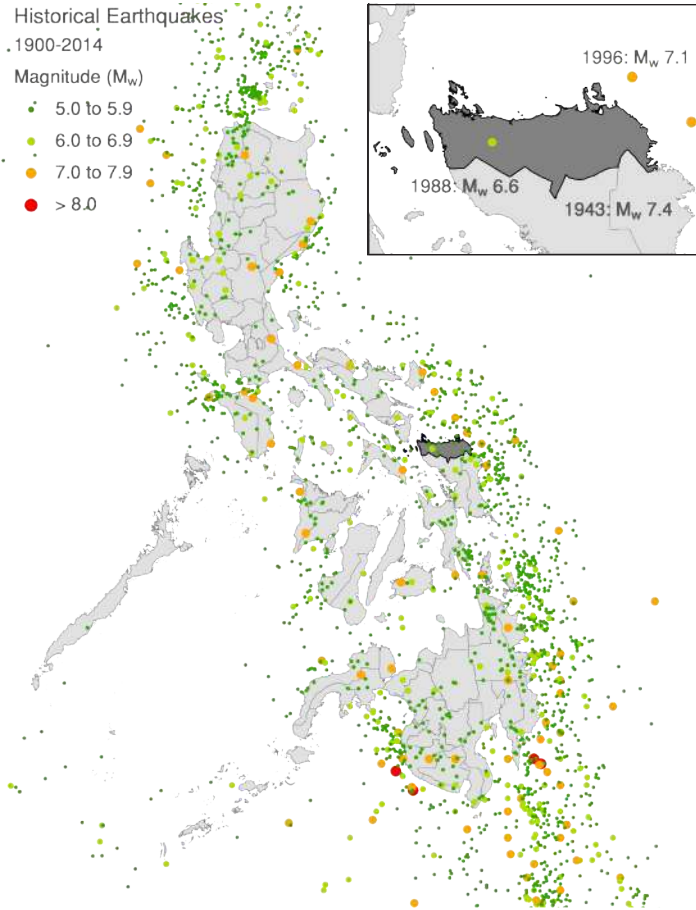 Historical Earthquakes
1900-2014
Magnitude (Mw)
5.0 to 5.9
6.0 to 6.9
7.0 to 7.9
> 8.0
1996: Mw 7.1
1988: Mw 6.6
1943: Mw 7.4